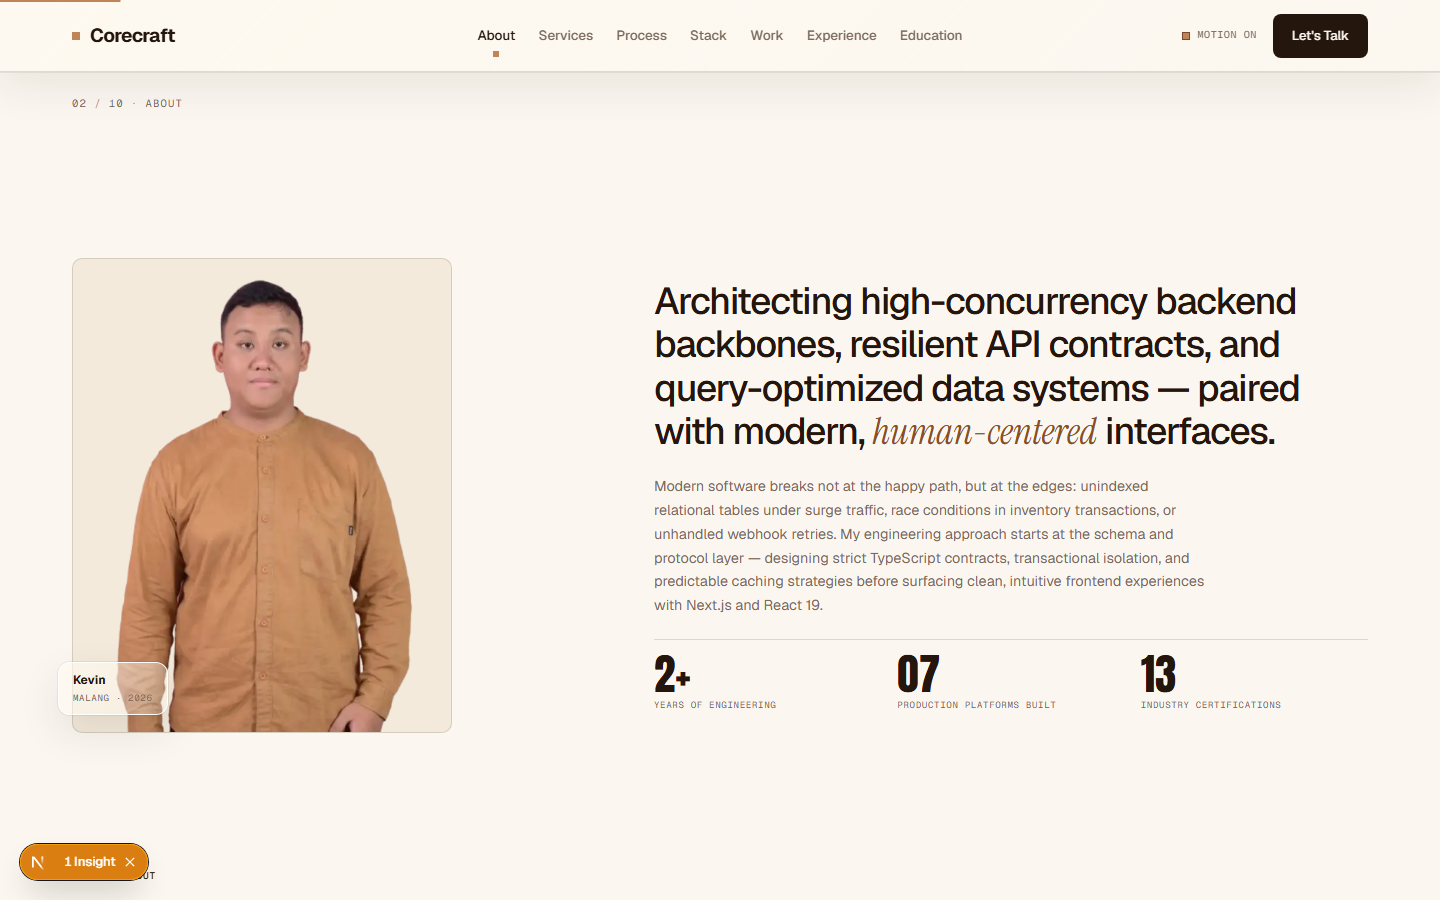 Corecraft
About Services Process Stack Work Experience Education
MOTION ON
Let's Talk
02 / 10 · ABOUT
Architecting high-concurrency backend
backbones, resilient API contracts, and
query-optimized data systems — paired
with modern, human-centered interfaces.
Modern software breaks not at the happy path, but at the edges: unindexed
relational tables under surge traffic, race conditions in inventory transactions, or
unhandled webhook retries. My engineering approach starts at the schema and
protocol layer — designing strict TypeScript contracts, transactional isolation, and
predictable caching strategies before surfacing clean, intuitive frontend experiences
with Next.js and React 19.
Kevin
MALANG · 2026
2+
YEARS OF ENGINEERING
07
PRODUCTION PLATFORMS BUILT
13
INDUSTRY CERTIFICATIONS
N 1 Insight